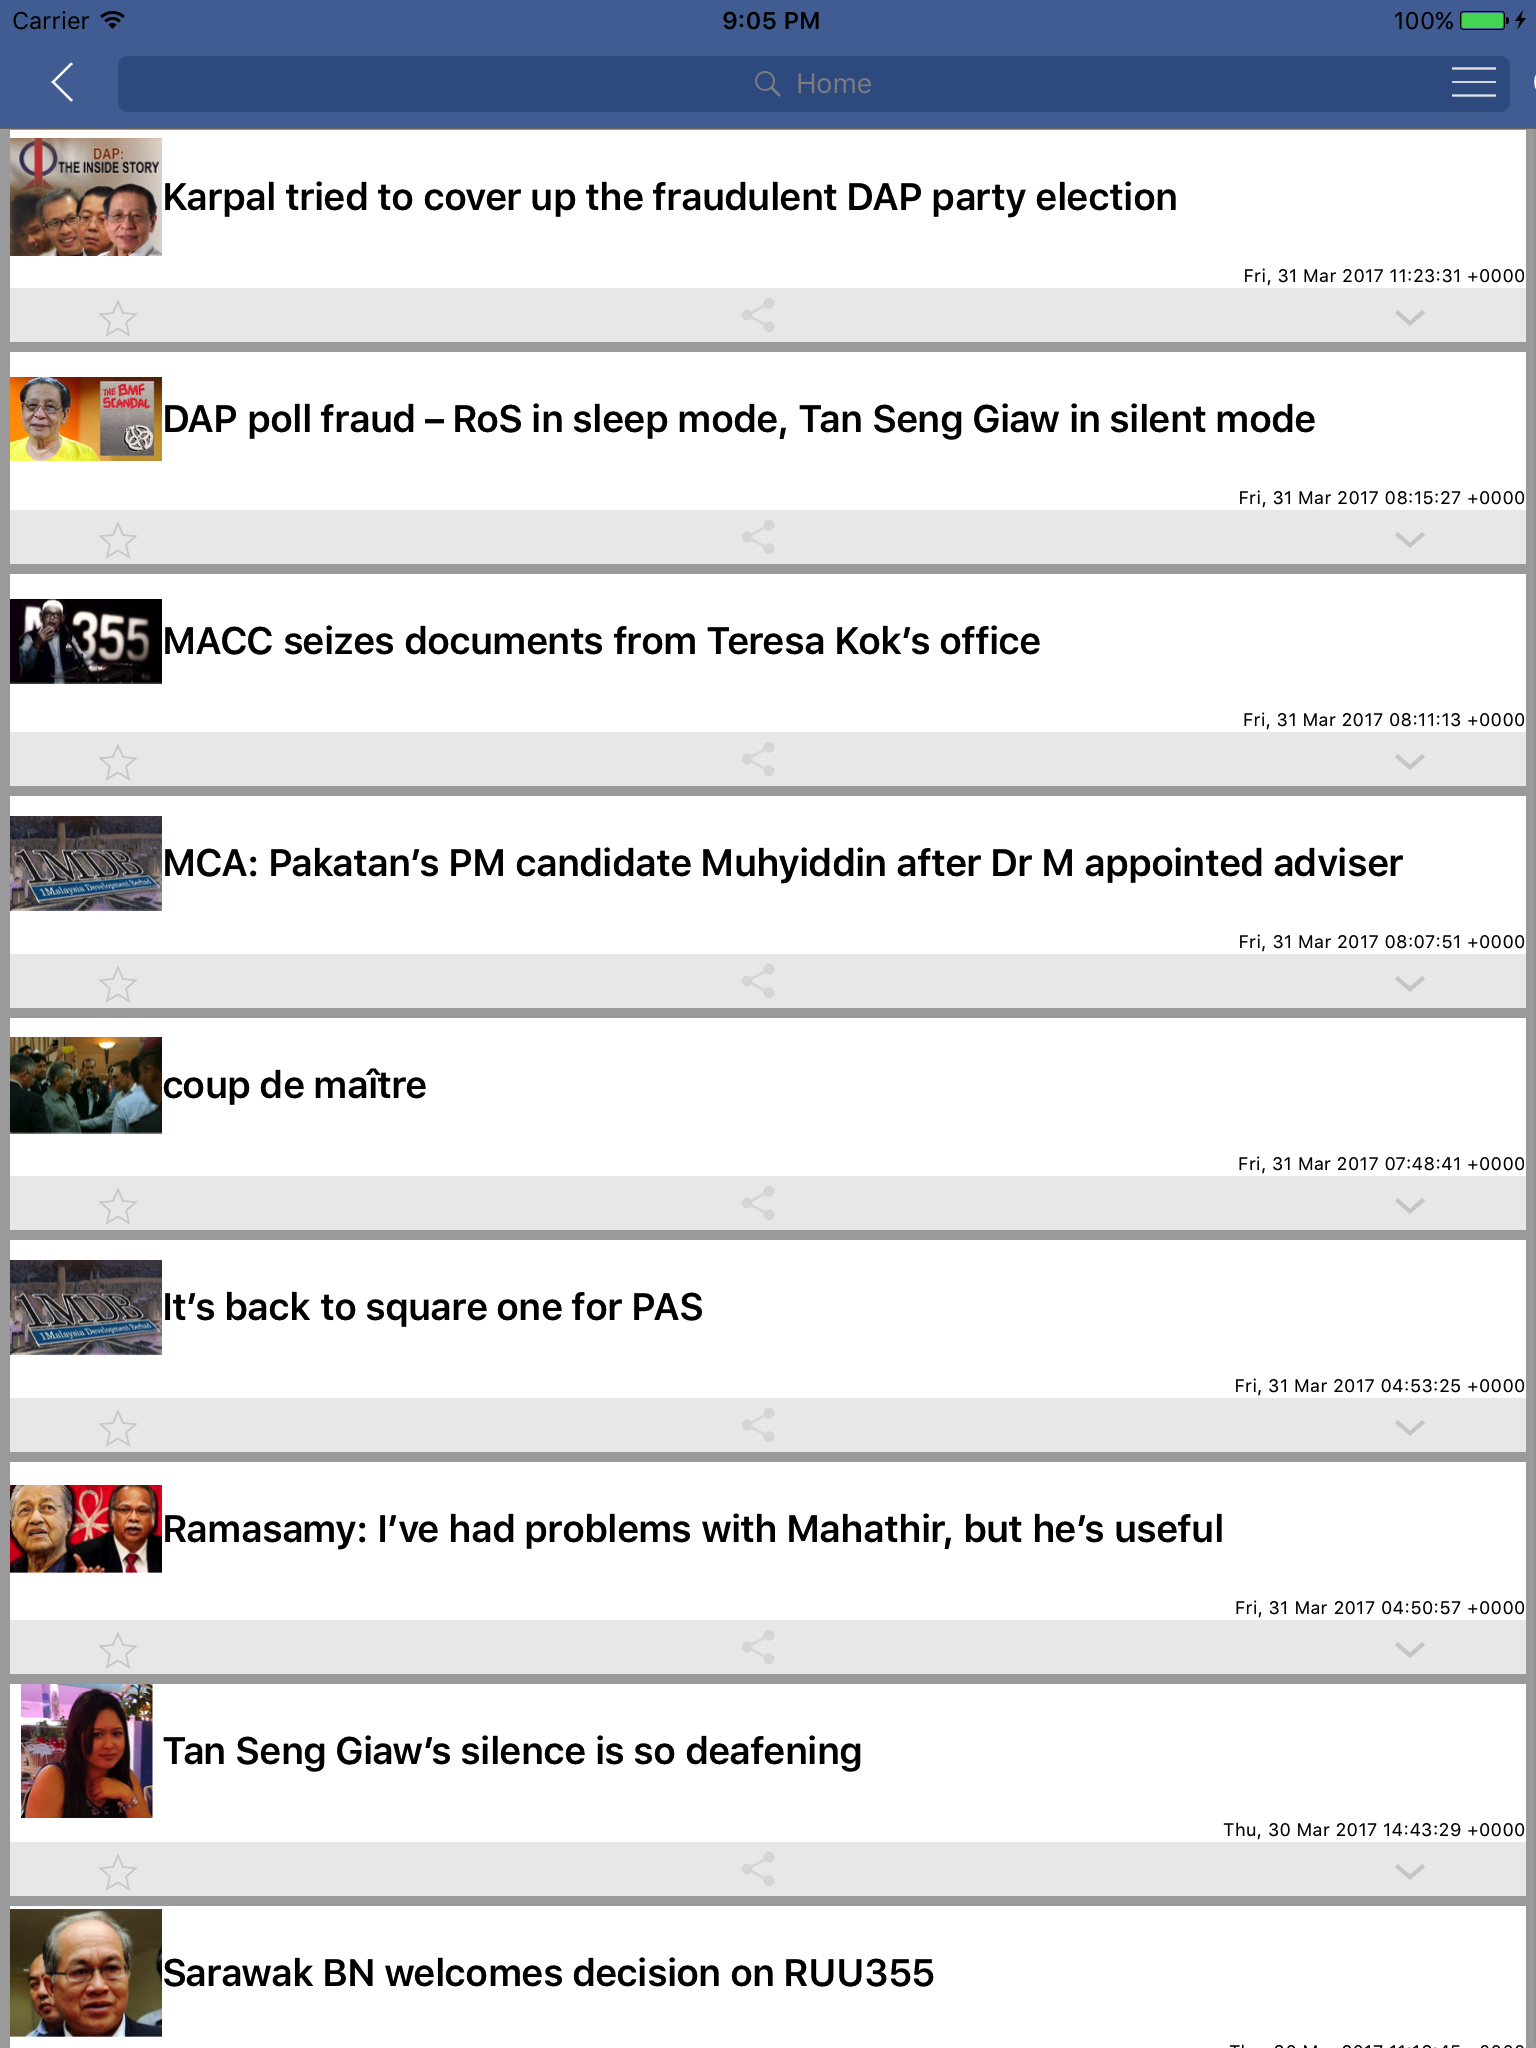 Carrier
9:05 PM
100%
Home
DAP:
THE INSIDE STORY
Karpal tried to cover up the fraudulent DAP party election
Fri, 31 Mar 2017 11:23:31 +0000
THE BMF
SCANDAL
DAP poll fraud – RoS in sleep mode, Tan Seng Giaw in silent mode
Fri, 31 Mar 2017 08:15:27 +0000
355
MACC seizes documents from Teresa Kok’s office
Fri, 31 Mar 2017 08:11:13 +0000
1MDB
1Malaysia Development Berhad
MCA: Pakatan’s PM candidate Muhyiddin after Dr M appointed adviser
Fri, 31 Mar 2017 08:07:51 +0000
coup de maître
Fri, 31 Mar 2017 07:48:41 +0000
1MDB
1Malaysia Development Berhad
It’s back to square one for PAS
Fri, 31 Mar 2017 04:53:25 +0000
Ramasamy: I’ve had problems with Mahathir, but he’s useful
Fri, 31 Mar 2017 04:50:57 +0000
Tan Seng Giaw’s silence is so deafening
Thu, 30 Mar 2017 14:43:29 +0000
Sarawak BN welcomes decision on RUU355